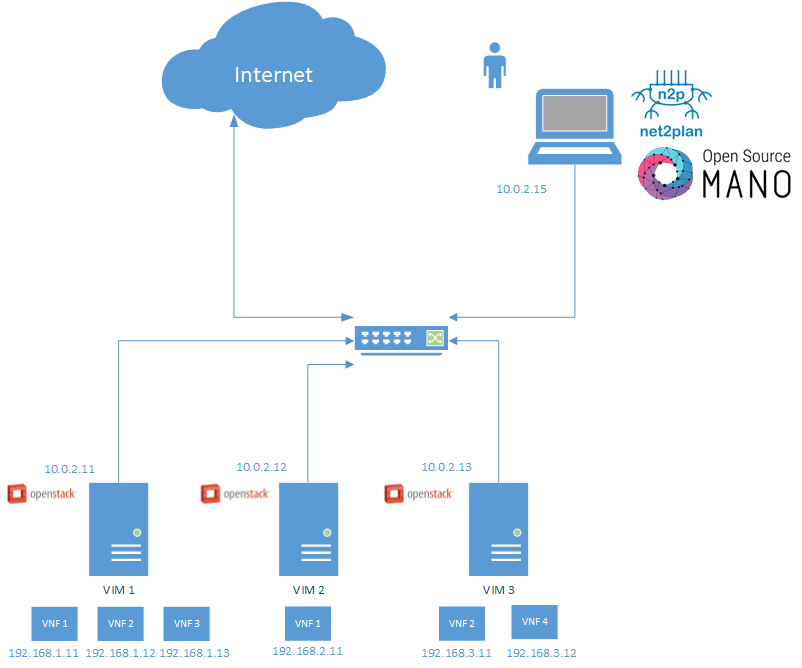 Internet
n2p
net2plan
Open Source
MANO
10.0.2.15
10.0.2.11
10.0.2.12
10.0.2.13
openstack
openstack
openstack
VIM 1
VIM 2
VIM 3
VNF 1
VNF 2
VNF 3
VNF 1
VNF 2
VNF 4
192.168.1.11
192.168.1.12
192.168.1.13
192.168.2.11
192.168.3.11
192.168.3.12